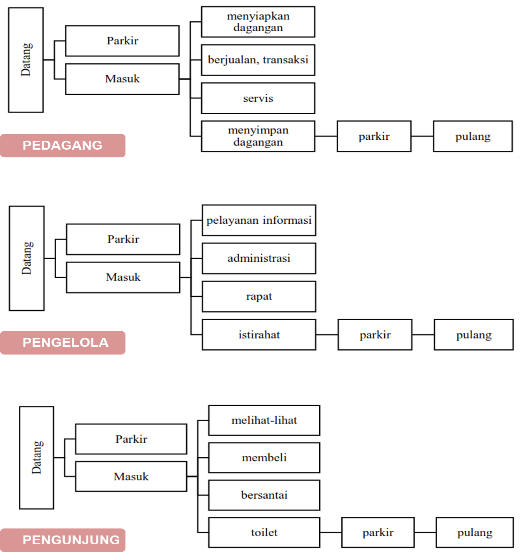 Datang
Parkir
Masuk
menyiapkan
dagangan
berjualan, transaksi
servis
menyimpan
dagangan
parkir
pulang
PEDAGANG
Datang
Parkir
Masuk
pelayanan informasi
administrasi
rapat
istirahat
parkir
pulang
PENGELOLA
Datang
Parkir
Masuk
melihat-lihat
membeli
bersantai
toilet
parkir
pulang
PENGUNJUNG